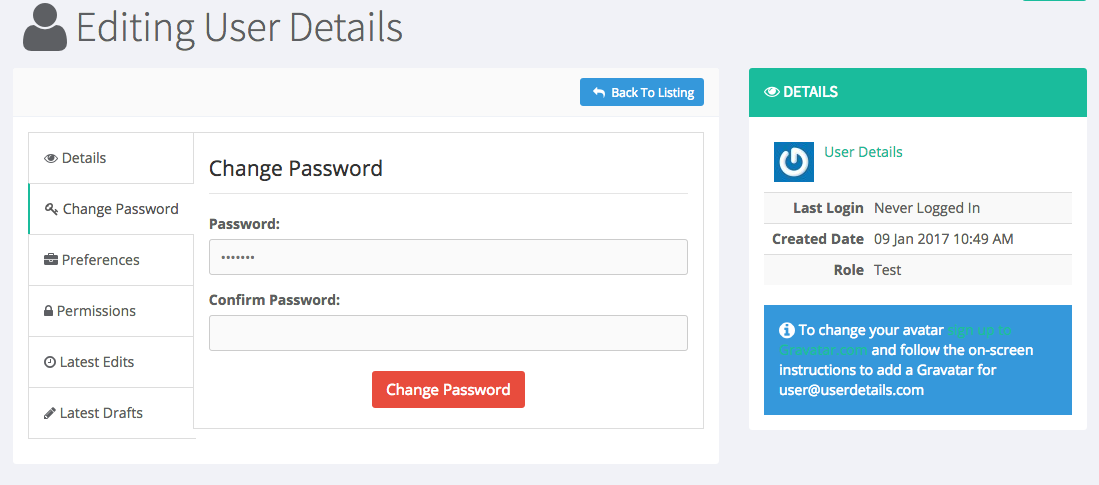 Editing User Details
Back To Listing
Details
Change Password
Preferences
Permissions
Latest Edits
Latest Drafts
Change Password
Password:
•••••••
Confirm Password:
Change Password
DETAILS
User Details
Last Login Never Logged In
Created Date 09 Jan 2017 10:49 AM
Role Test
To change your avatar sign up to
Gravatar.com and follow the on-screen
instructions to add a Gravatar for
user@userdetails.com